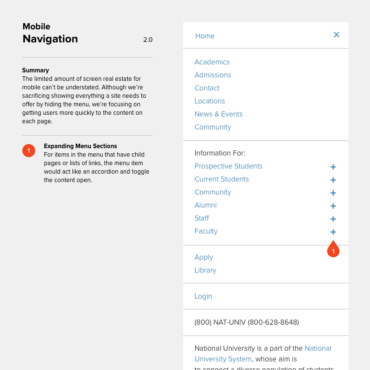 Mobile
Navigation
2.0
Summary
The limited amount of screen real estate for
mobile can't be understated. Although we're
sacrificing showing everything a site needs to
offer by hiding the menu, we're focusing on
getting users more quickly to the content on
each page.
1
Expanding Menu Sections
For items in the menu that have child
pages or lists of links, the menu item
would act like an accordion and toggle
the content open.
Home ×
Academics
Admissions
Contact
Locations
News & Events
Community
Information For:
Prospective Students +
Current Students +
Community +
Alumni +
Staff +
Faculty +
1
Apply
Library
Login
(800) NAT-UNIV (800-628-8648)
National University is a part of the National
University System, whose aim is
to connect a diverse population of students